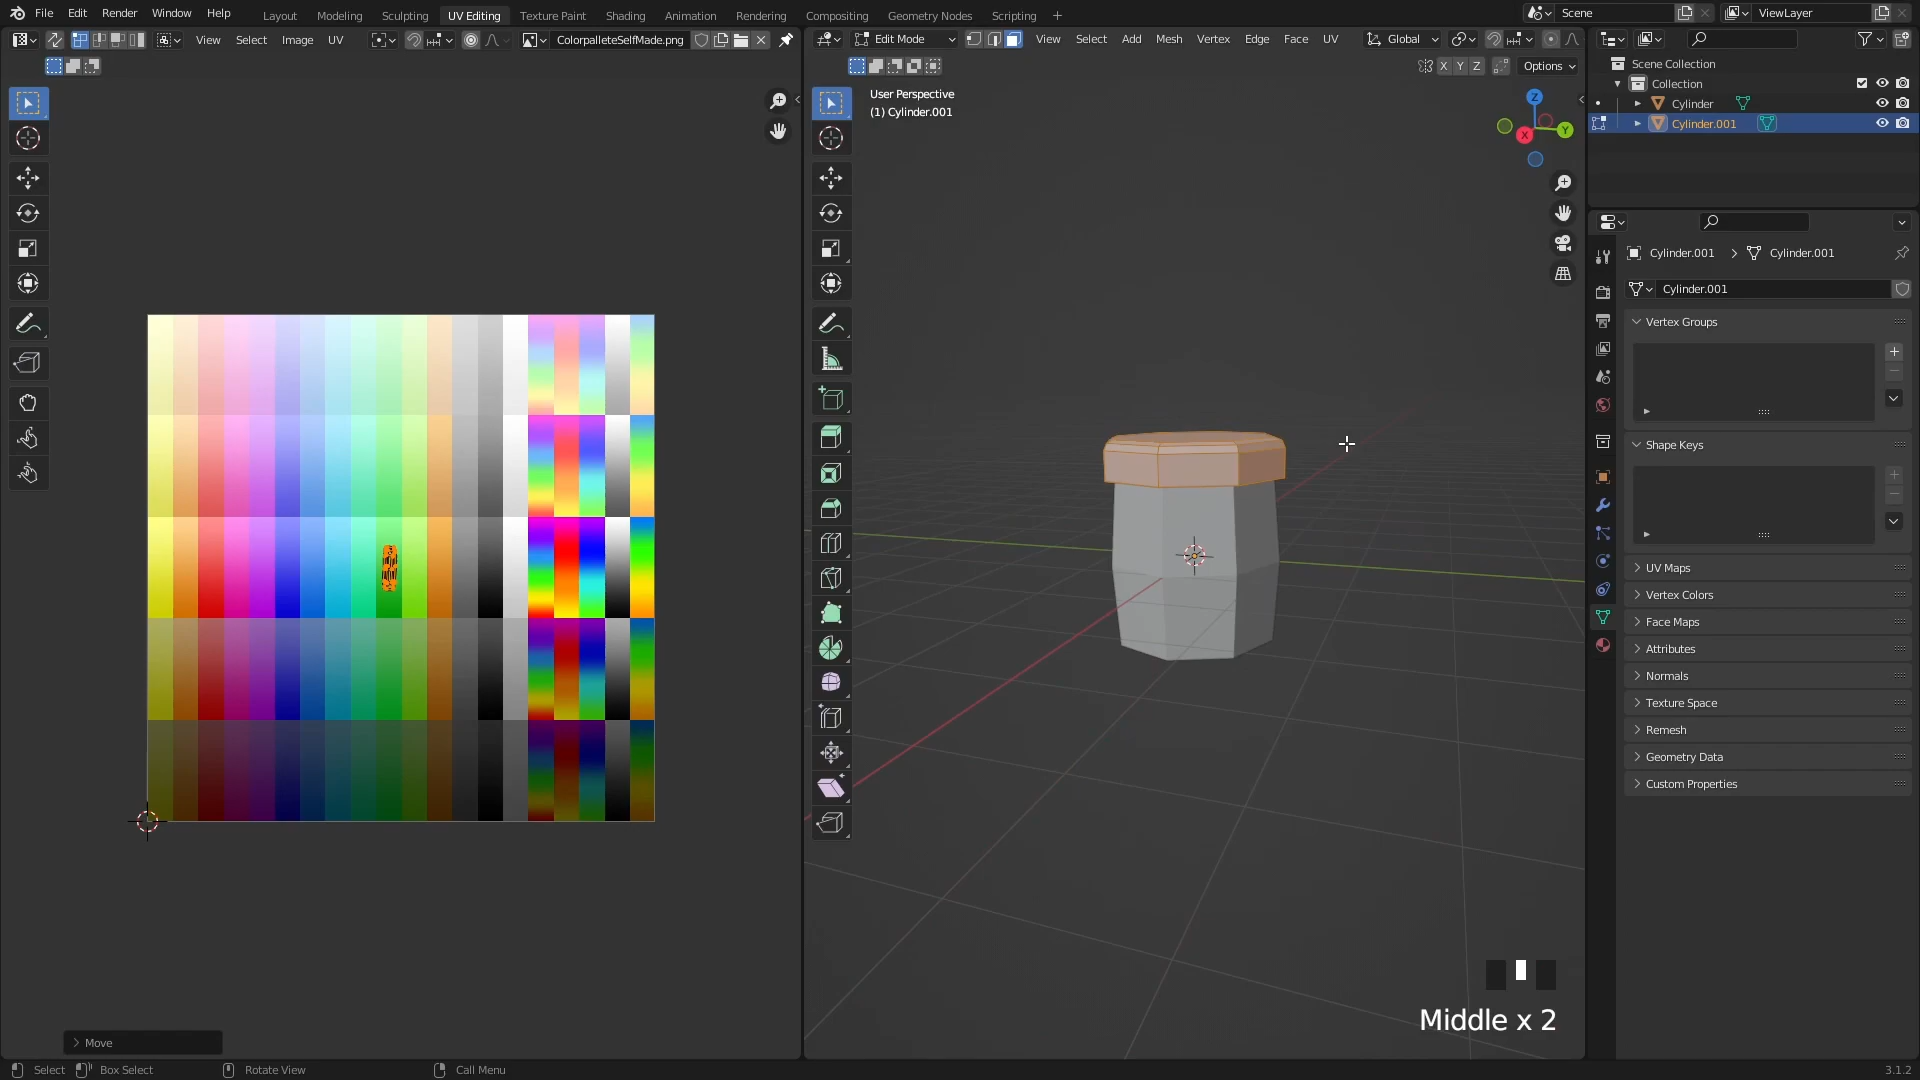 File Edit Render Window Help Layout Modeling Sculpting UV Editing Texture Paint Shading Animation Rendering Compositing Geometry Nodes Scripting + Scene ViewLayer
View Select Image UV ColorpalleteSelfMade.png Edit Mode View Select Add Mesh Vertex Edge Face UV Global
X Y Z Options
Scene Collection
Collection
Cylinder
Cylinder.001
User Perspective
(1) Cylinder.001
Z
Y
X
Cylinder.001 > Cylinder.001
Cylinder.001
Vertex Groups
Shape Keys
UV Maps
Vertex Colors
Face Maps
Attributes
Normals
Texture Space
Remesh
Geometry Data
Custom Properties
Middle x 2
Move
Select Box Select Rotate View Call Menu 3.1.2